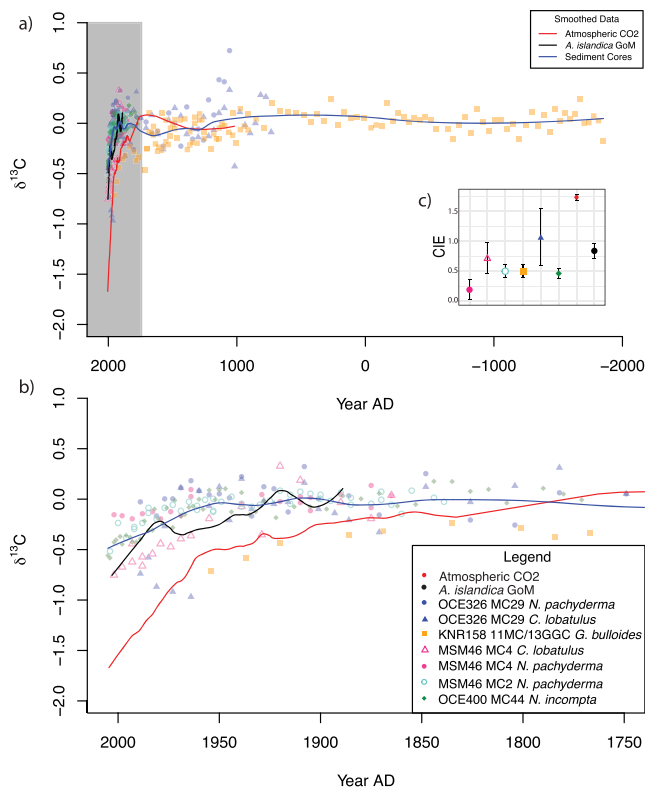 a)
1.0
0.5
0.0
−0.5
−1.0
−1.5
−2.0
δ13C
Smoothed Data
Atmospheric CO2
A. islandica GoM
Sediment Cores
c)
CIE
1.5
1.0
0.5
0.0
2000 1000 0 −1000 −2000
Year AD
b)
1.0
0.5
0.0
−0.5
−1.0
−1.5
−2.0
δ13C
Legend
Atmospheric CO2
A. islandica GoM
OCE326 MC29 N. pachyderma
OCE326 MC29 C. lobatulus
KNR158 11MC/13GGC G. bulloides
MSM46 MC4 C. lobatulus
MSM46 MC4 N. pachyderma
MSM46 MC2 N. pachyderma
OCE400 MC44 N. incompta
2000 1950 1900 1850 1800 1750
Year AD